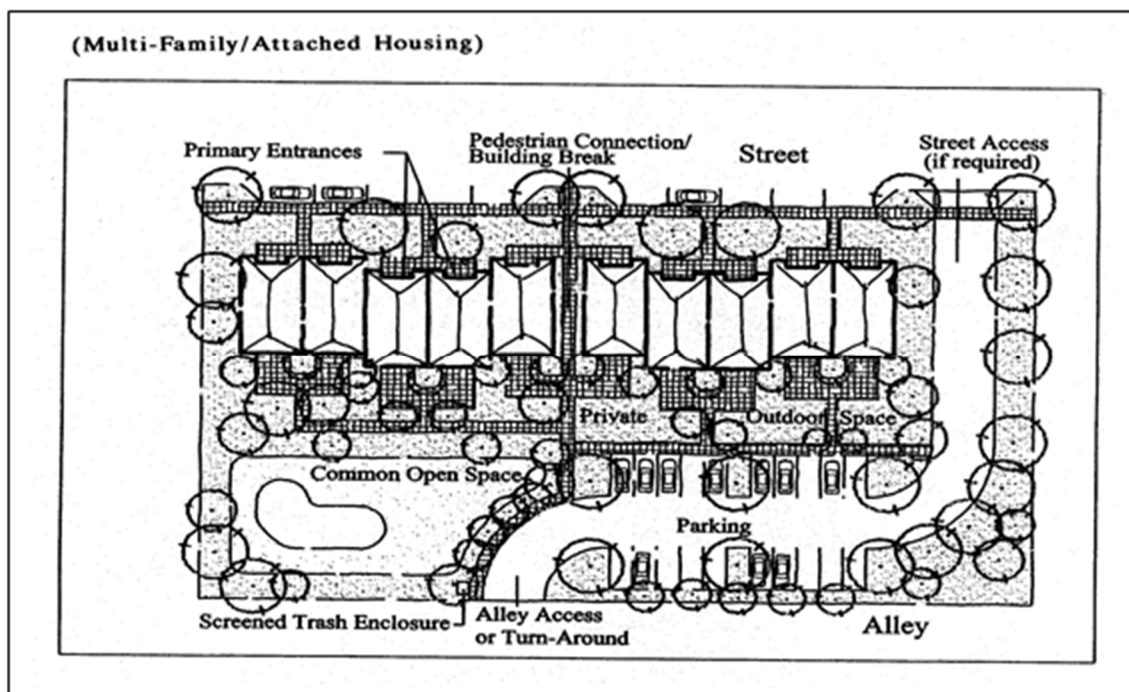 (Multi-Family/Attached Housing)
Primary Entrances
Pedestrian Connection/
Building Break
Street
Street Access
(if required)
Private
Outdoor Space
Common Open Space
Parking
Screened Trash Enclosure
Alley Access
or Turn-Around
Alley